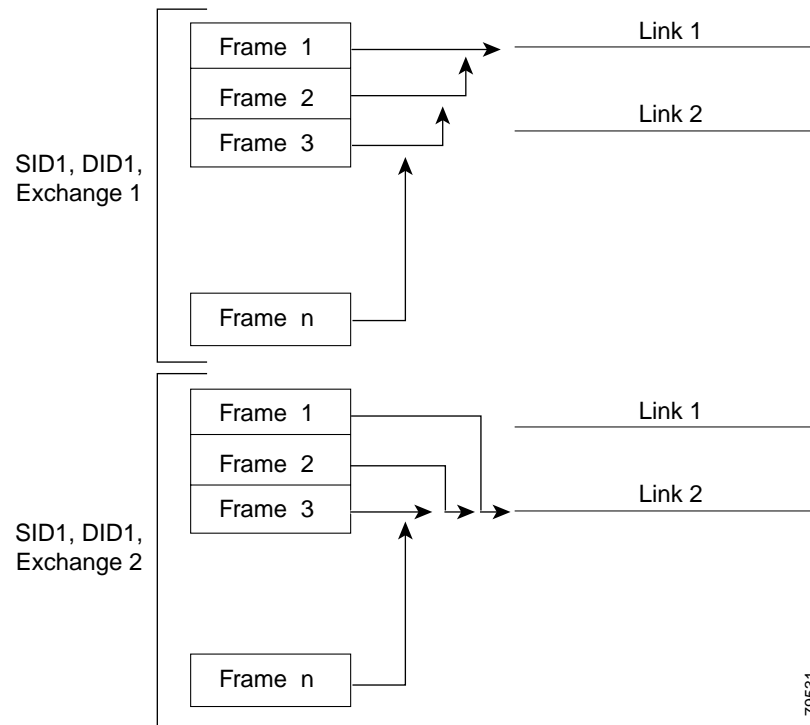 Frame 1
Link 1
Frame 2
Link 2
Frame 3
SID1, DID1,
Exchange 1
Frame n
Frame 1
Link 1
Frame 2
Link 2
Frame 3
SID1, DID1,
Exchange 2
Frame n
79531